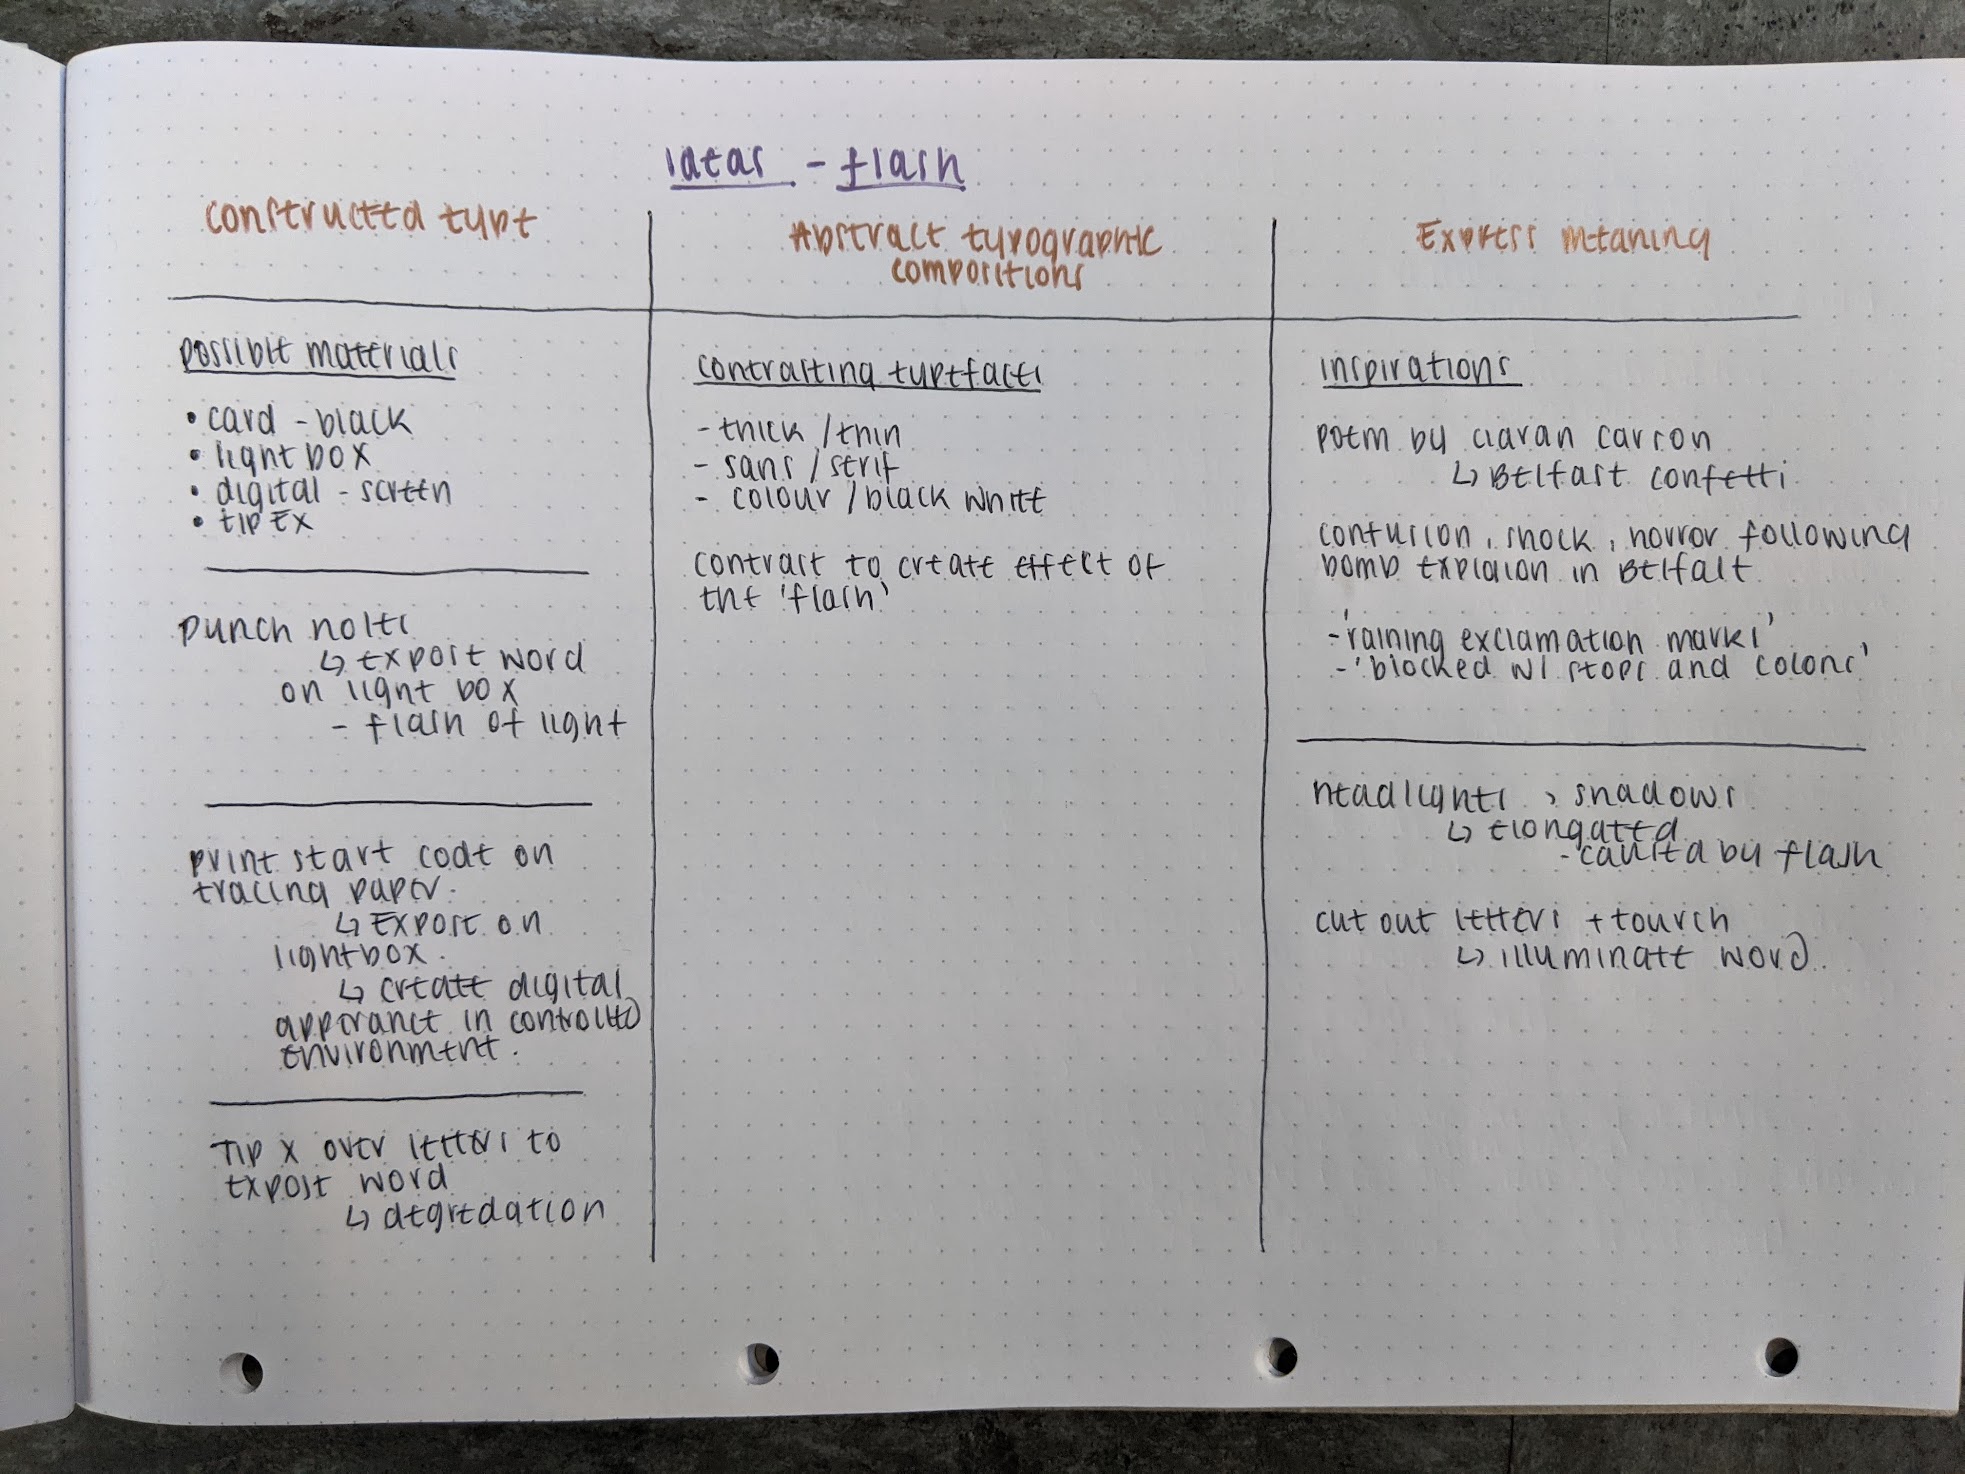 ideas - flash
constructed type
Abstract typographic
compositions
Express meaning
possible materials
• card - black
• light box
• digital - screen
• tip Ex
punch holes
↳ expose word
on light box
- flash of light
print start code on
tracing paper.
↳ Expose on
lightbox.
↳ create digital
apperance in controlled
environment.
Tip x over letters to
expose word
↳ degredation
contrasting typefaces
- thick / thin
- sans / serif
- colour / black white
contrast to create effect of
the 'flash'
inspirations
poem by ciaran carson
↳ Belfast confetti
confusion, shock, horror following
bomb explosion in Belfast
- 'raining exclamation marks'
- 'blocked w/ stops and colons'
headlights, shadows
↳ elongated
- caused by flash
cut out letters + tourch
↳ illuminate word